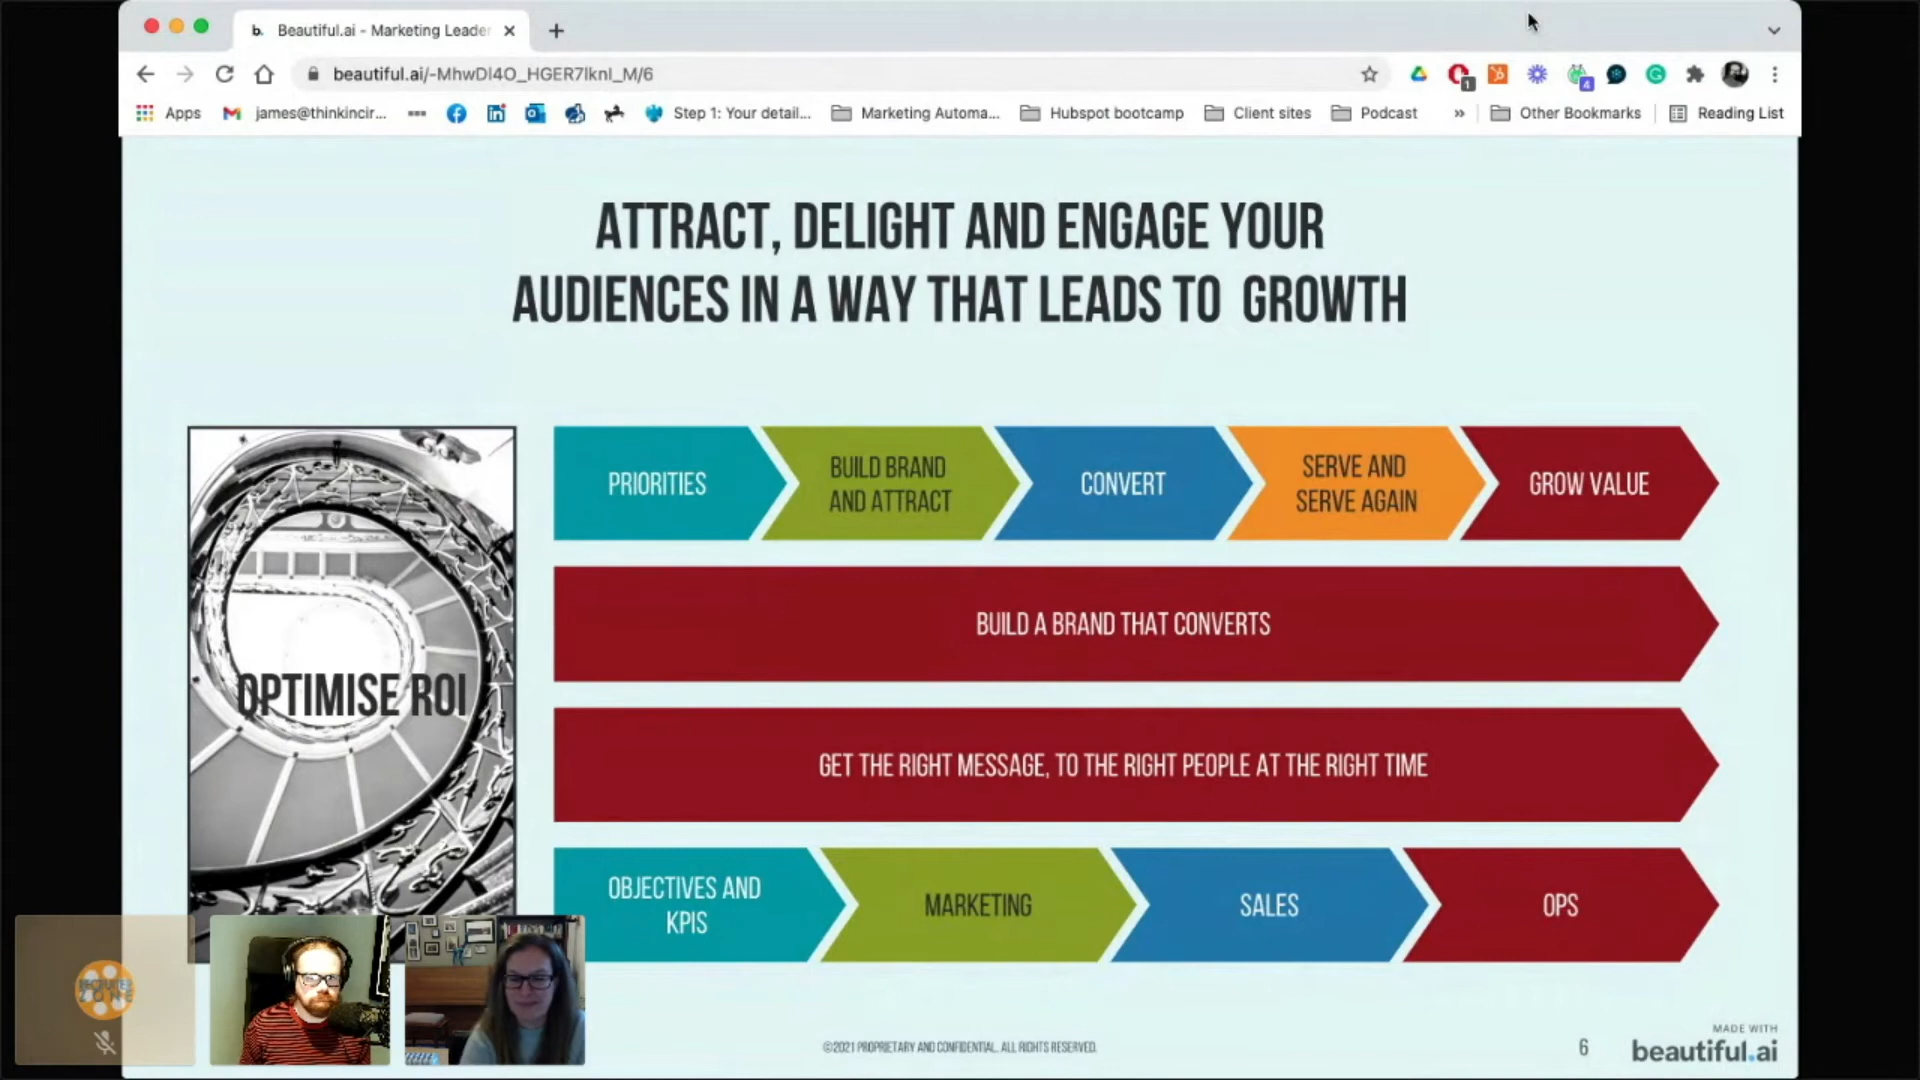 b. Beautiful.ai - Marketing Leader
beautiful.ai/-MhwDl4O_HGER7lknI_M/6
1
4
Apps
james@thinkincir...
Step 1: Your detail...
Marketing Automa...
Hubspot bootcamp
Client sites
Podcast
»
Other Bookmarks
Reading List
ATTRACT, DELIGHT AND ENGAGE YOUR
AUDIENCES IN A WAY THAT LEADS TO GROWTH
OPTIMISE ROI
PRIORITIES
BUILD BRAND
AND ATTRACT
CONVERT
SERVE AND
SERVE AGAIN
GROW VALUE
BUILD A BRAND THAT CONVERTS
GET THE RIGHT MESSAGE, TO THE RIGHT PEOPLE AT THE RIGHT TIME
OBJECTIVES AND
KPIS
MARKETING
SALES
OPS
ZONE
©2021 PROPRIETARY AND CONFIDENTIAL. ALL RIGHTS RESERVED.
6
MADE WITH
beautiful.ai